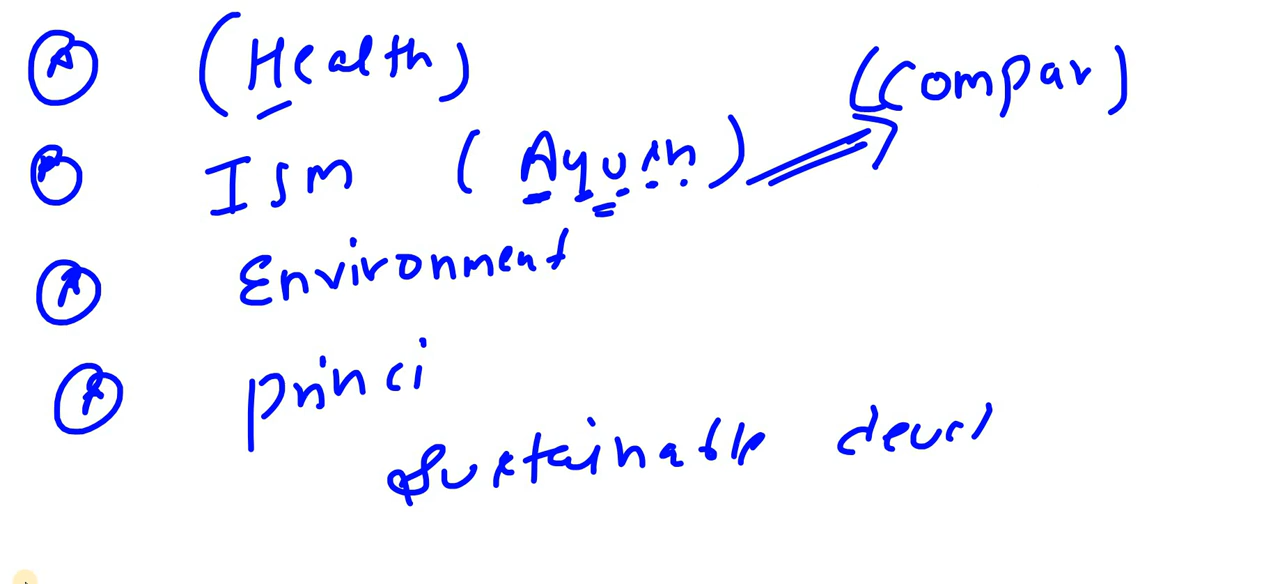 (Health)
ISM (Ayush) (Compar)
Environment
princi
Sustainable devel